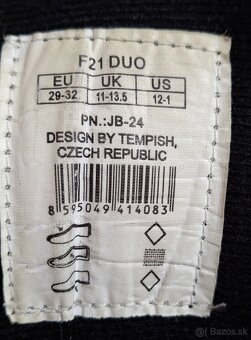 F21 DUO
EU UK US
29-32 11-13.5 12-1
PN.:JB-24
DESIGN BY TEMPISH,
CZECH REPUBLIC
8 595049 414083
Bazos.sk